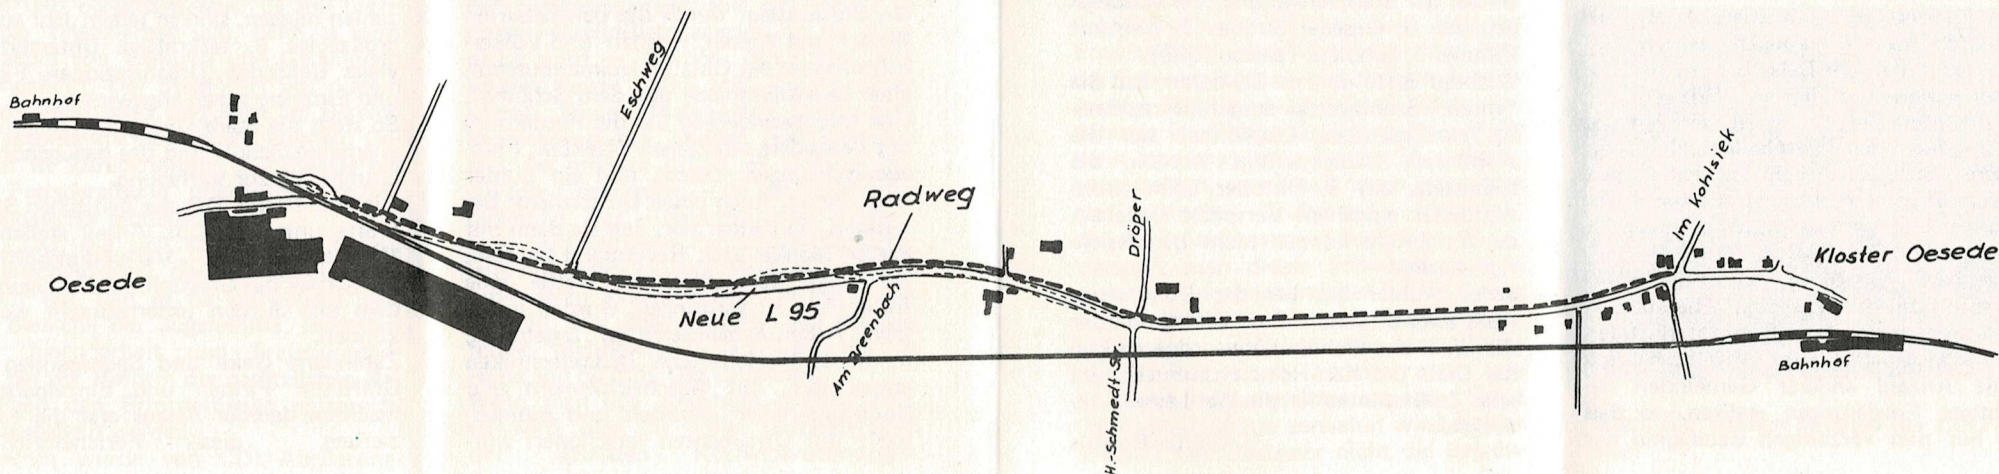 Bahnhof
Eschweg
Oesede
Radweg
Neue L 95
Am Breenbach
Dröper
H.-Schmedt-Str.
Im Kohlsiek
Kloster Oesede
Bahnhof